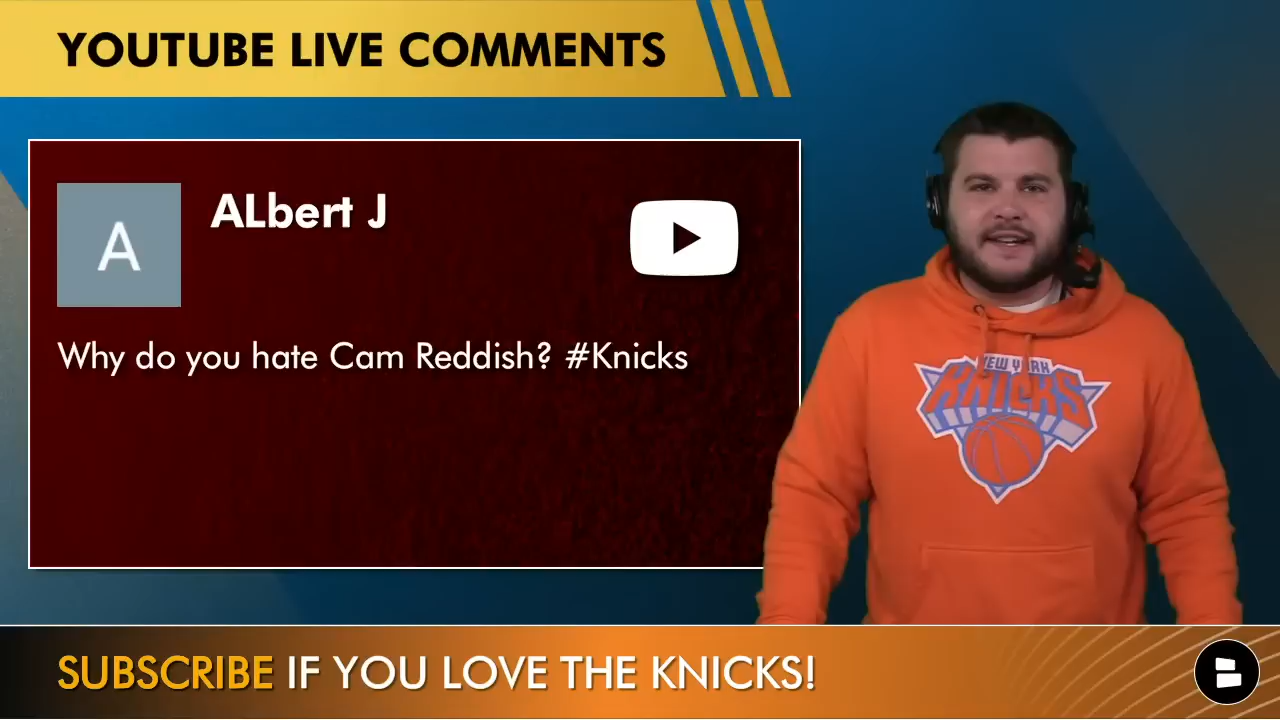 YOUTUBE LIVE COMMENTS
A
ALbert J
Why do you hate Cam Reddish? #Knicks
NEW YORK
KNICKS
SUBSCRIBE IF YOU LOVE THE KNICKS!